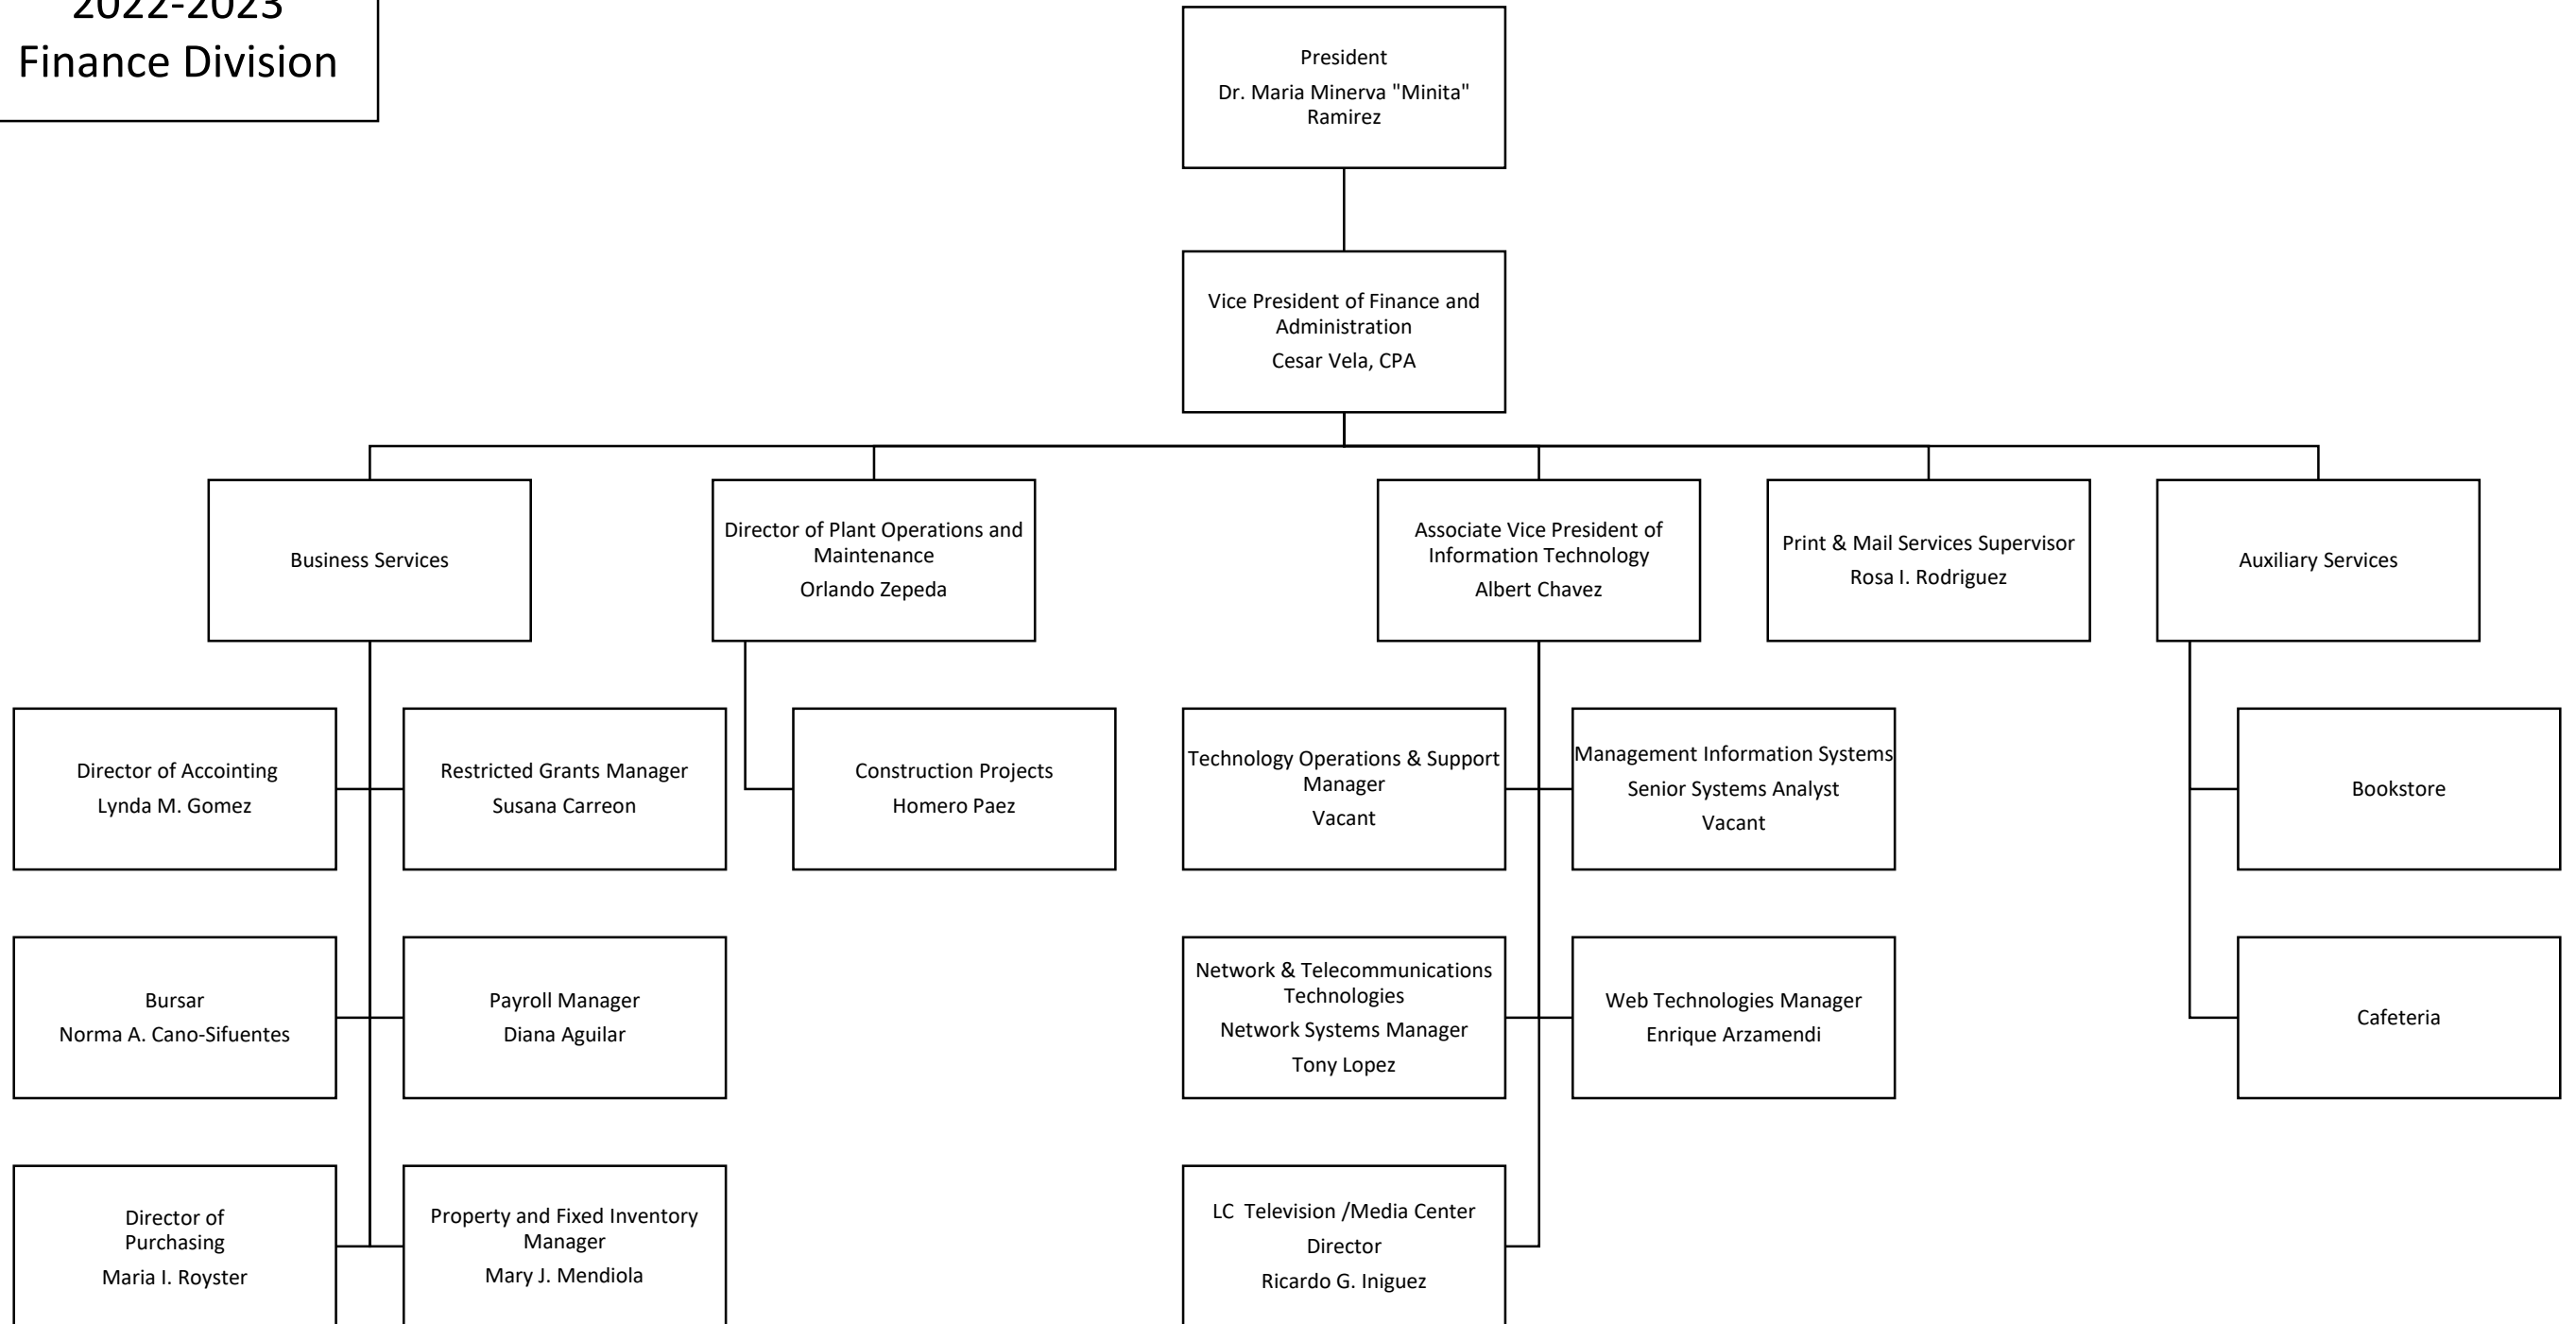 2022-2023
Finance Division
President
Dr. Maria Minerva "Minita"
Ramirez
Vice President of Finance and
Administration
Cesar Vela, CPA
Business Services
Director of Plant Operations and
Maintenance
Orlando Zepeda
Associate Vice President of
Information Technology
Albert Chavez
Print & Mail Services Supervisor
Rosa I. Rodriguez
Auxiliary Services
Director of Accointing
Lynda M. Gomez
Restricted Grants Manager
Susana Carreon
Construction Projects
Homero Paez
Technology Operations & Support
Manager
Vacant
Management Information Systems
Senior Systems Analyst
Vacant
Bookstore
Bursar
Norma A. Cano-Sifuentes
Payroll Manager
Diana Aguilar
Network & Telecommunications
Technologies
Network Systems Manager
Tony Lopez
Web Technologies Manager
Enrique Arzamendi
Cafeteria
Director of
Purchasing
Maria I. Royster
Property and Fixed Inventory
Manager
Mary J. Mendiola
LC  Television /Media Center
Director
Ricardo G. Iniguez